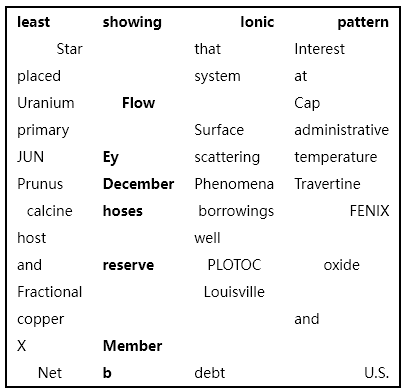 least showing Ionic pattern
Star that Interest
placed system at
Uranium Flow Cap
primary Surface administrative
JUN Ey scattering temperature
Prunus December Phenomena Travertine
calcine hoses borrowings FENIX
host well
and reserve PLOTOC oxide
Fractional Louisville
copper and
X Member
Net b debt U.S.